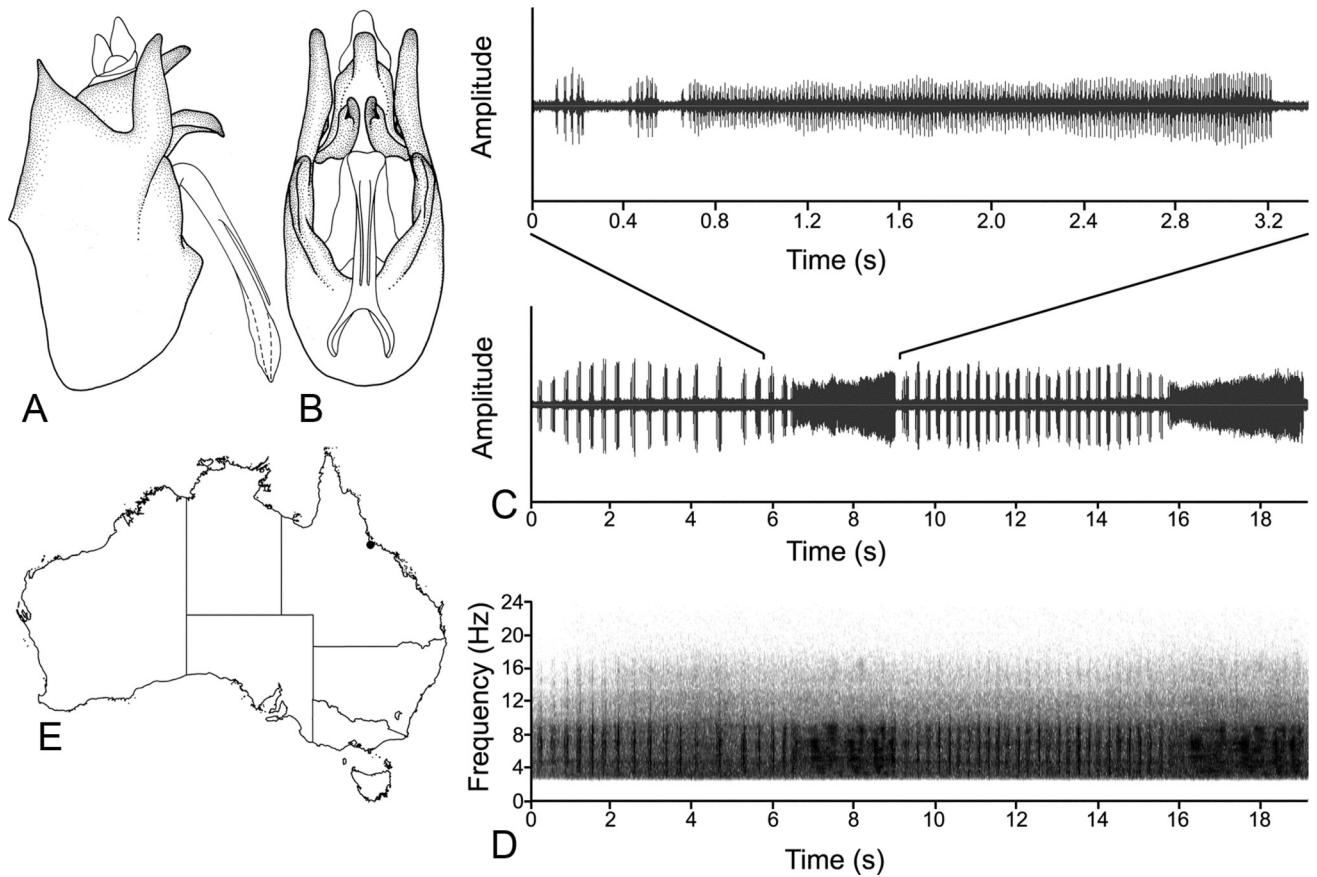 A
B
Amplitude
0 0.4 0.8 1.2 1.6 2.0 2.4 2.8 3.2
Time (s)
Amplitude
C
0 2 4 6 8 10 12 14 16 18
Time (s)
E
Frequency (Hz)
24
20
16
12
8
4
0
D
0 2 4 6 8 10 12 14 16 18
Time (s)